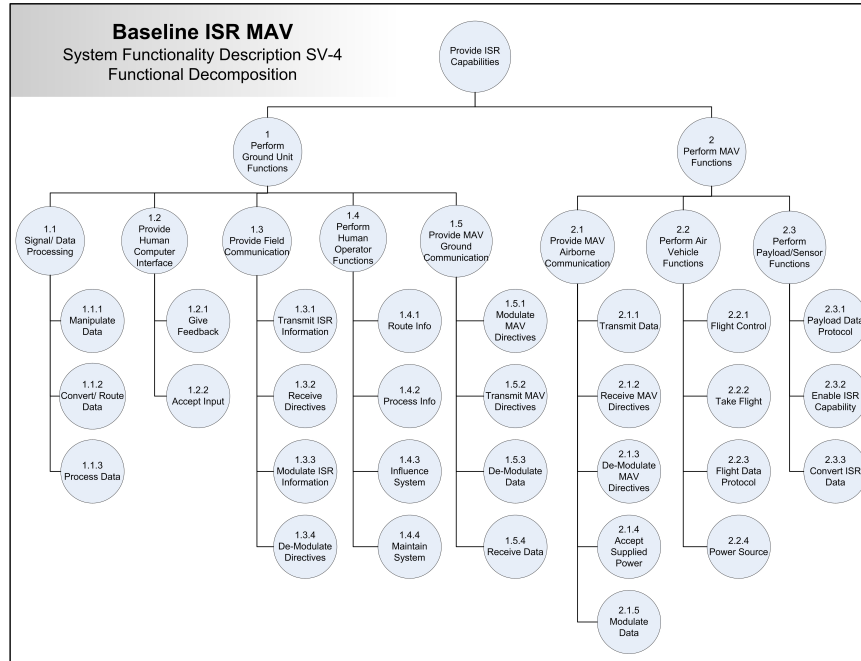 Baseline ISR MAV
System Functionality Description SV-4
Functional Decomposition
Provide ISR
Capabilities
1
Perform
Ground Unit
Functions
2
Perform MAV
Functions
1.1
Signal/ Data
Processing
1.2
Provide
Human
Computer
Interface
1.3
Provide Field
Communication
1.4
Perform
Human
Operator
Functions
1.5
Provide MAV
Ground
Communication
2.1
Provide MAV
Airborne
Communication
2.2
Perform Air
Vehicle
Functions
2.3
Perform
Payload/Sensor
Functions
1.1.1
Manipulate
Data
1.1.2
Convert/ Route
Data
1.1.3
Process Data
1.2.1
Give
Feedback
1.2.2
Accept Input
1.3.1
Transmit ISR
Information
1.3.2
Receive
Directives
1.3.3
Modulate ISR
Information
1.3.4
De-Modulate
Directives
1.4.1
Route Info
1.4.2
Process Info
1.4.3
Influence
System
1.4.4
Maintain
System
1.5.1
Modulate
MAV
Directives
1.5.2
Transmit MAV
Directives
1.5.3
De-Modulate
Data
1.5.4
Receive Data
2.1.1
Transmit Data
2.1.2
Receive MAV
Directives
2.1.3
De-Modulate
MAV
Directives
2.1.4
Accept
Supplied
Power
2.1.5
Modulate
Data
2.2.1
Flight Control
2.2.2
Take Flight
2.2.3
Flight Data
Protocol
2.2.4
Power Source
2.3.1
Payload Data
Protocol
2.3.2
Enable ISR
Capability
2.3.3
Convert ISR
Data